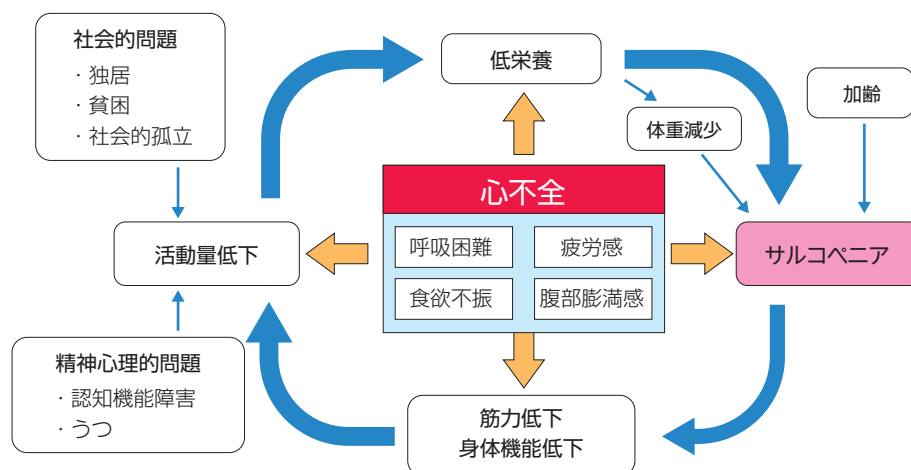 社会的問題
・独居
・貧困
・社会的孤立
低栄養
体重減少
加齢
心不全
呼吸困難
疲労感
食欲不振
腹部膨満感
活動量低下
サルコペニア
精神心理的問題
・認知機能障害
・うつ
筋力低下
身体機能低下